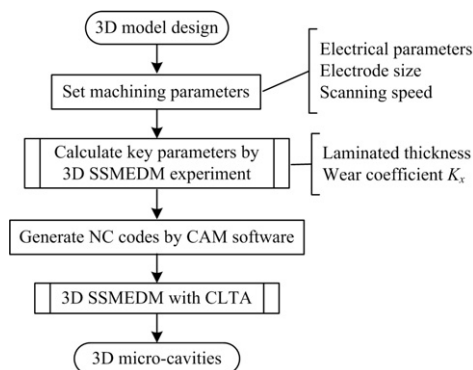 3D model design
Electrical parameters
Electrode size
Scanning speed
Set machining parameters
Calculate key parameters by
3D SSMEDM experiment
Laminated thickness
Wear coefficient Kx
Generate NC codes by CAM software
3D SSMEDM with CLTA
3D micro-cavities